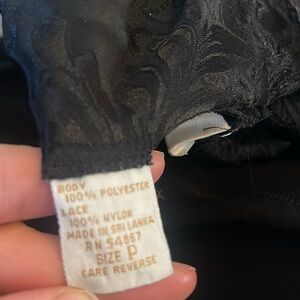 BODY
100% POLYESTER
LACE
100% NYLON
MADE IN SRI LANKA
RN 54867
SIZE P
CARE REVERSE